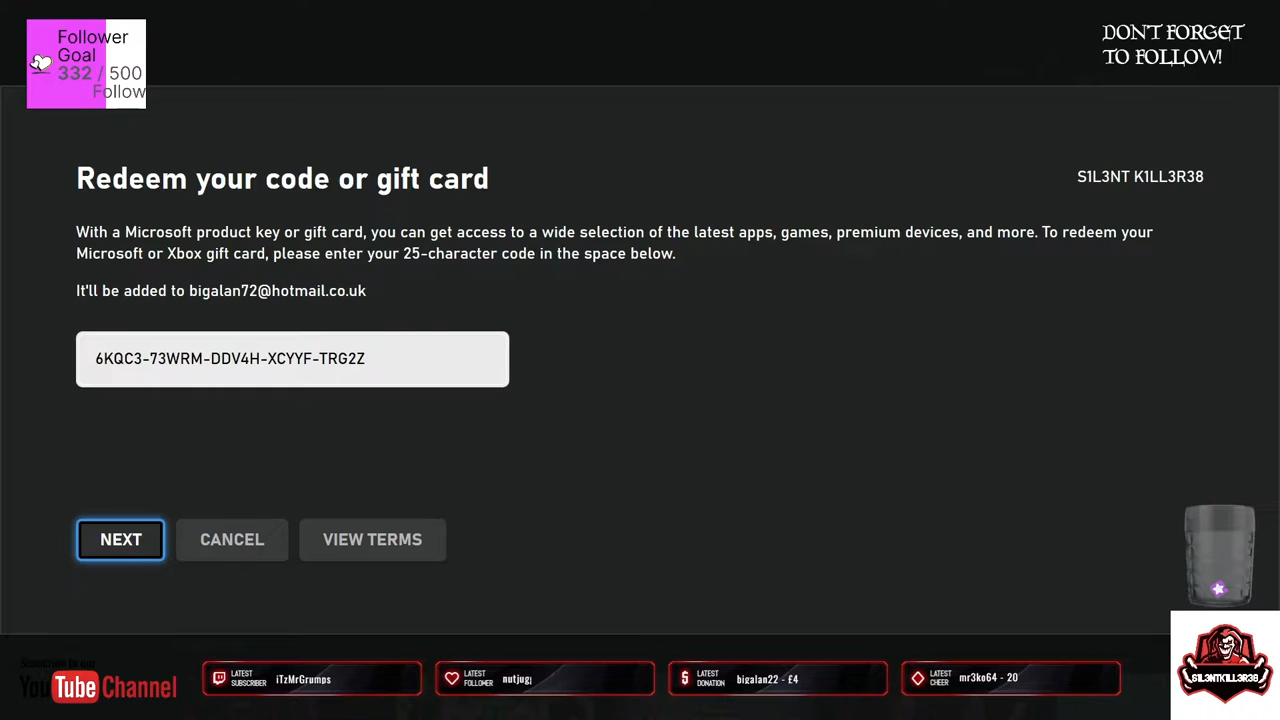 Follower
Goal
332 / 500
Follow
DONT FORGET
TO FOLLOW!
Redeem your code or gift card
S1L3NT K1LL3R38
With a Microsoft product key or gift card, you can get access to a wide selection of the latest apps, games, premium devices, and more. To redeem your
Microsoft or Xbox gift card, please enter your 25-character code in the space below.
It'll be added to bigalan72@hotmail.co.uk
6KQC3-73WRM-DDV4H-XCYYF-TRG2Z
NEXT
CANCEL
VIEW TERMS
YouTube Channel
LATEST
SUBSCRIBER
iTzMrGrumps
LATEST
FOLLOWER
nutjug
LATEST
DONATION
bigalan22 - £4
LATEST
CHEER
mr3ko64 - 20
S1L3NTK1LL3R38